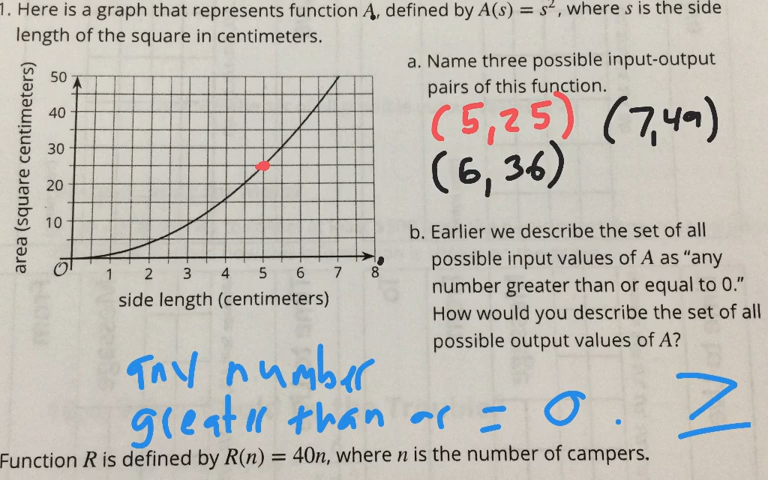 1. Here is a graph that represents function A, defined by A(s) = s², where s is the side
length of the square in centimeters.
area (square centimeters)
50
40
30
20
10
O
1 2 3 4 5 6 7 8
side length (centimeters)
a. Name three possible input-output
pairs of this function.
(5,25) (7,49)
(6,36)
b. Earlier we describe the set of all
possible input values of A as “any
number greater than or equal to 0.”
How would you describe the set of all
possible output values of A?
any number
greater than or = 0. ≥
Function R is defined by R(n) = 40n, where n is the number of campers.